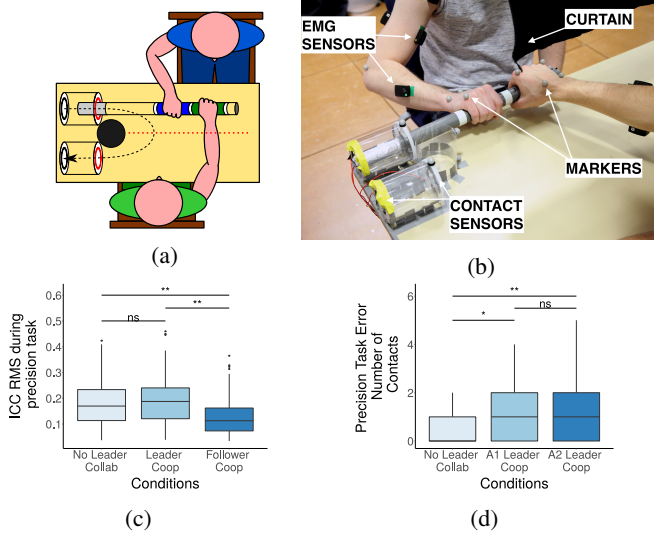 (a)
EMG
SENSORS
CURTAIN
MARKERS
CONTACT
SENSORS
(b)
ICC RMS during
precision task
0.6
0.5
0.4
0.3
0.2
0.1
**
**
ns
No Leader
Collab
Leader
Coop
Follower
Coop
Conditions
(c)
Precision Task Error
Number of
Contacts
6
4
2
0
**
ns
*
No Leader
Collab
A1 Leader
Coop
A2 Leader
Coop
Conditions
(d)